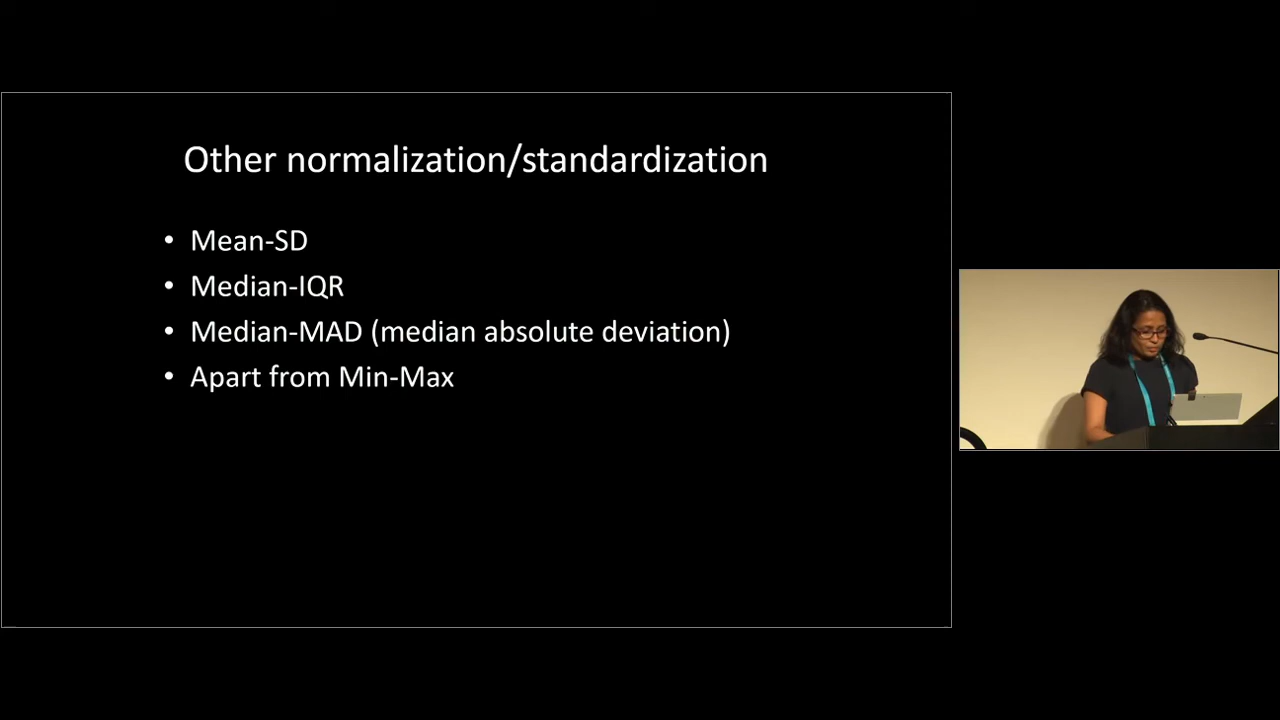 Other normalization/standardization
• Mean-SD
• Median-IQR
• Median-MAD (median absolute deviation)
• Apart from Min-Max